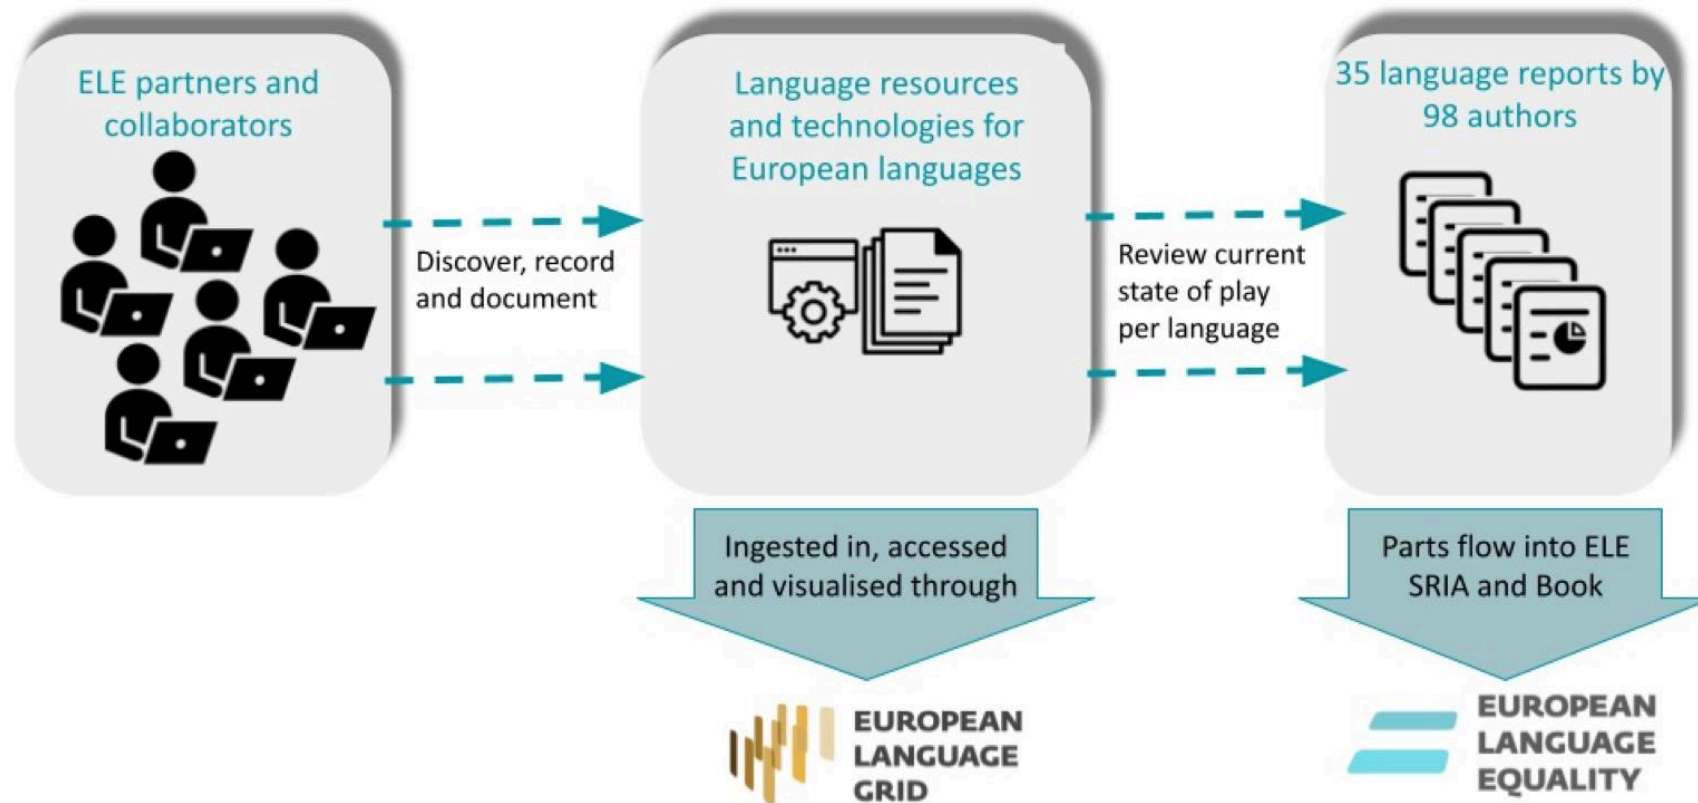 ELE partners and
collaborators
Discover, record
and document
Language resources
and technologies for
European languages
Review current
state of play
per language
35 language reports by
98 authors
Ingested in, accessed
and visualised through
Parts flow into ELE
SRIA and Book
EUROPEAN
LANGUAGE
GRID
EUROPEAN
LANGUAGE
EQUALITY